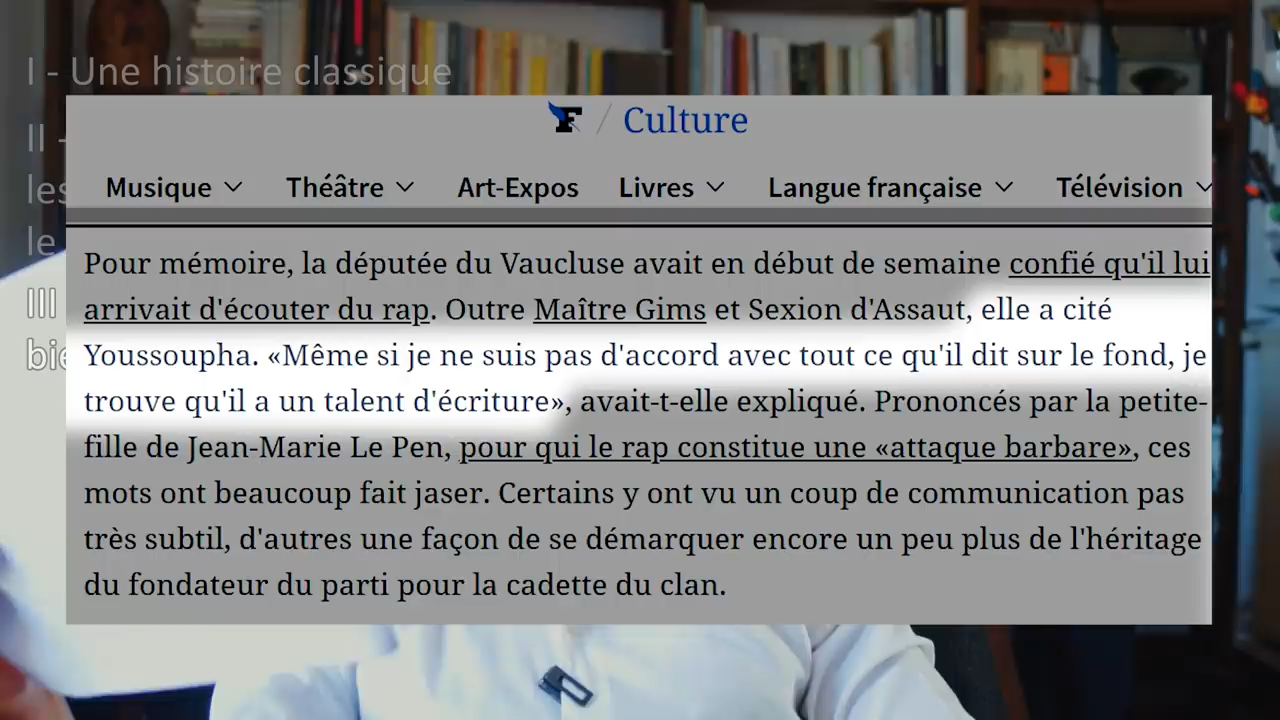 I - Une histoire classique
II -
les
le
III
bie
F / Culture
Musique Théâtre Art-Expos Livres Langue française Télévision
Pour mémoire, la députée du Vaucluse avait en début de semaine confié qu'il lui
arrivait d'écouter du rap. Outre Maître Gims et Sexion d'Assaut, elle a cité
Youssoupha. «Même si je ne suis pas d'accord avec tout ce qu'il dit sur le fond, je
trouve qu'il a un talent d'écriture», avait-t-elle expliqué. Prononcés par la petite-
fille de Jean-Marie Le Pen, pour qui le rap constitue une «attaque barbare», ces
mots ont beaucoup fait jaser. Certains y ont vu un coup de communication pas
très subtil, d'autres une façon de se démarquer encore un peu plus de l'héritage
du fondateur du parti pour la cadette du clan.